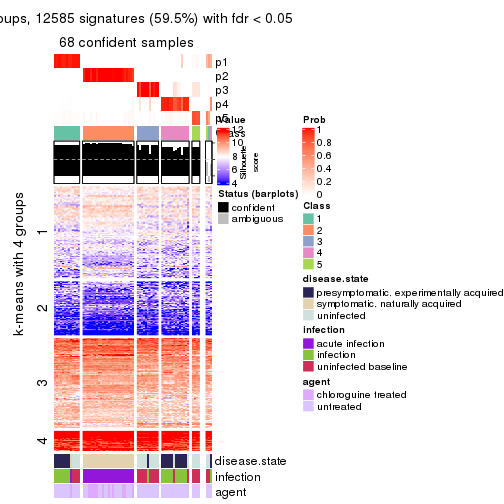 oups, 12585 signatures (59.5%) with fdr < 0.05
68 confident samples
p1
p2
p3
p4
k-means with 4 groups
1
2
3
4
Value
12
10
8
6
4
Silhouette
score
Prob
1
0.8
0.6
0.4
0.2
0
Status (barplots)
confident
ambiguous
Class
1
2
3
4
5
disease.state
presymptomatic, experimentally acquired
symptomatic, naturally acquired
uninfected
infection
acute infection
infection
uninfected baseline
agent
chloroguine treated
untreated
disease.state
infection
agent